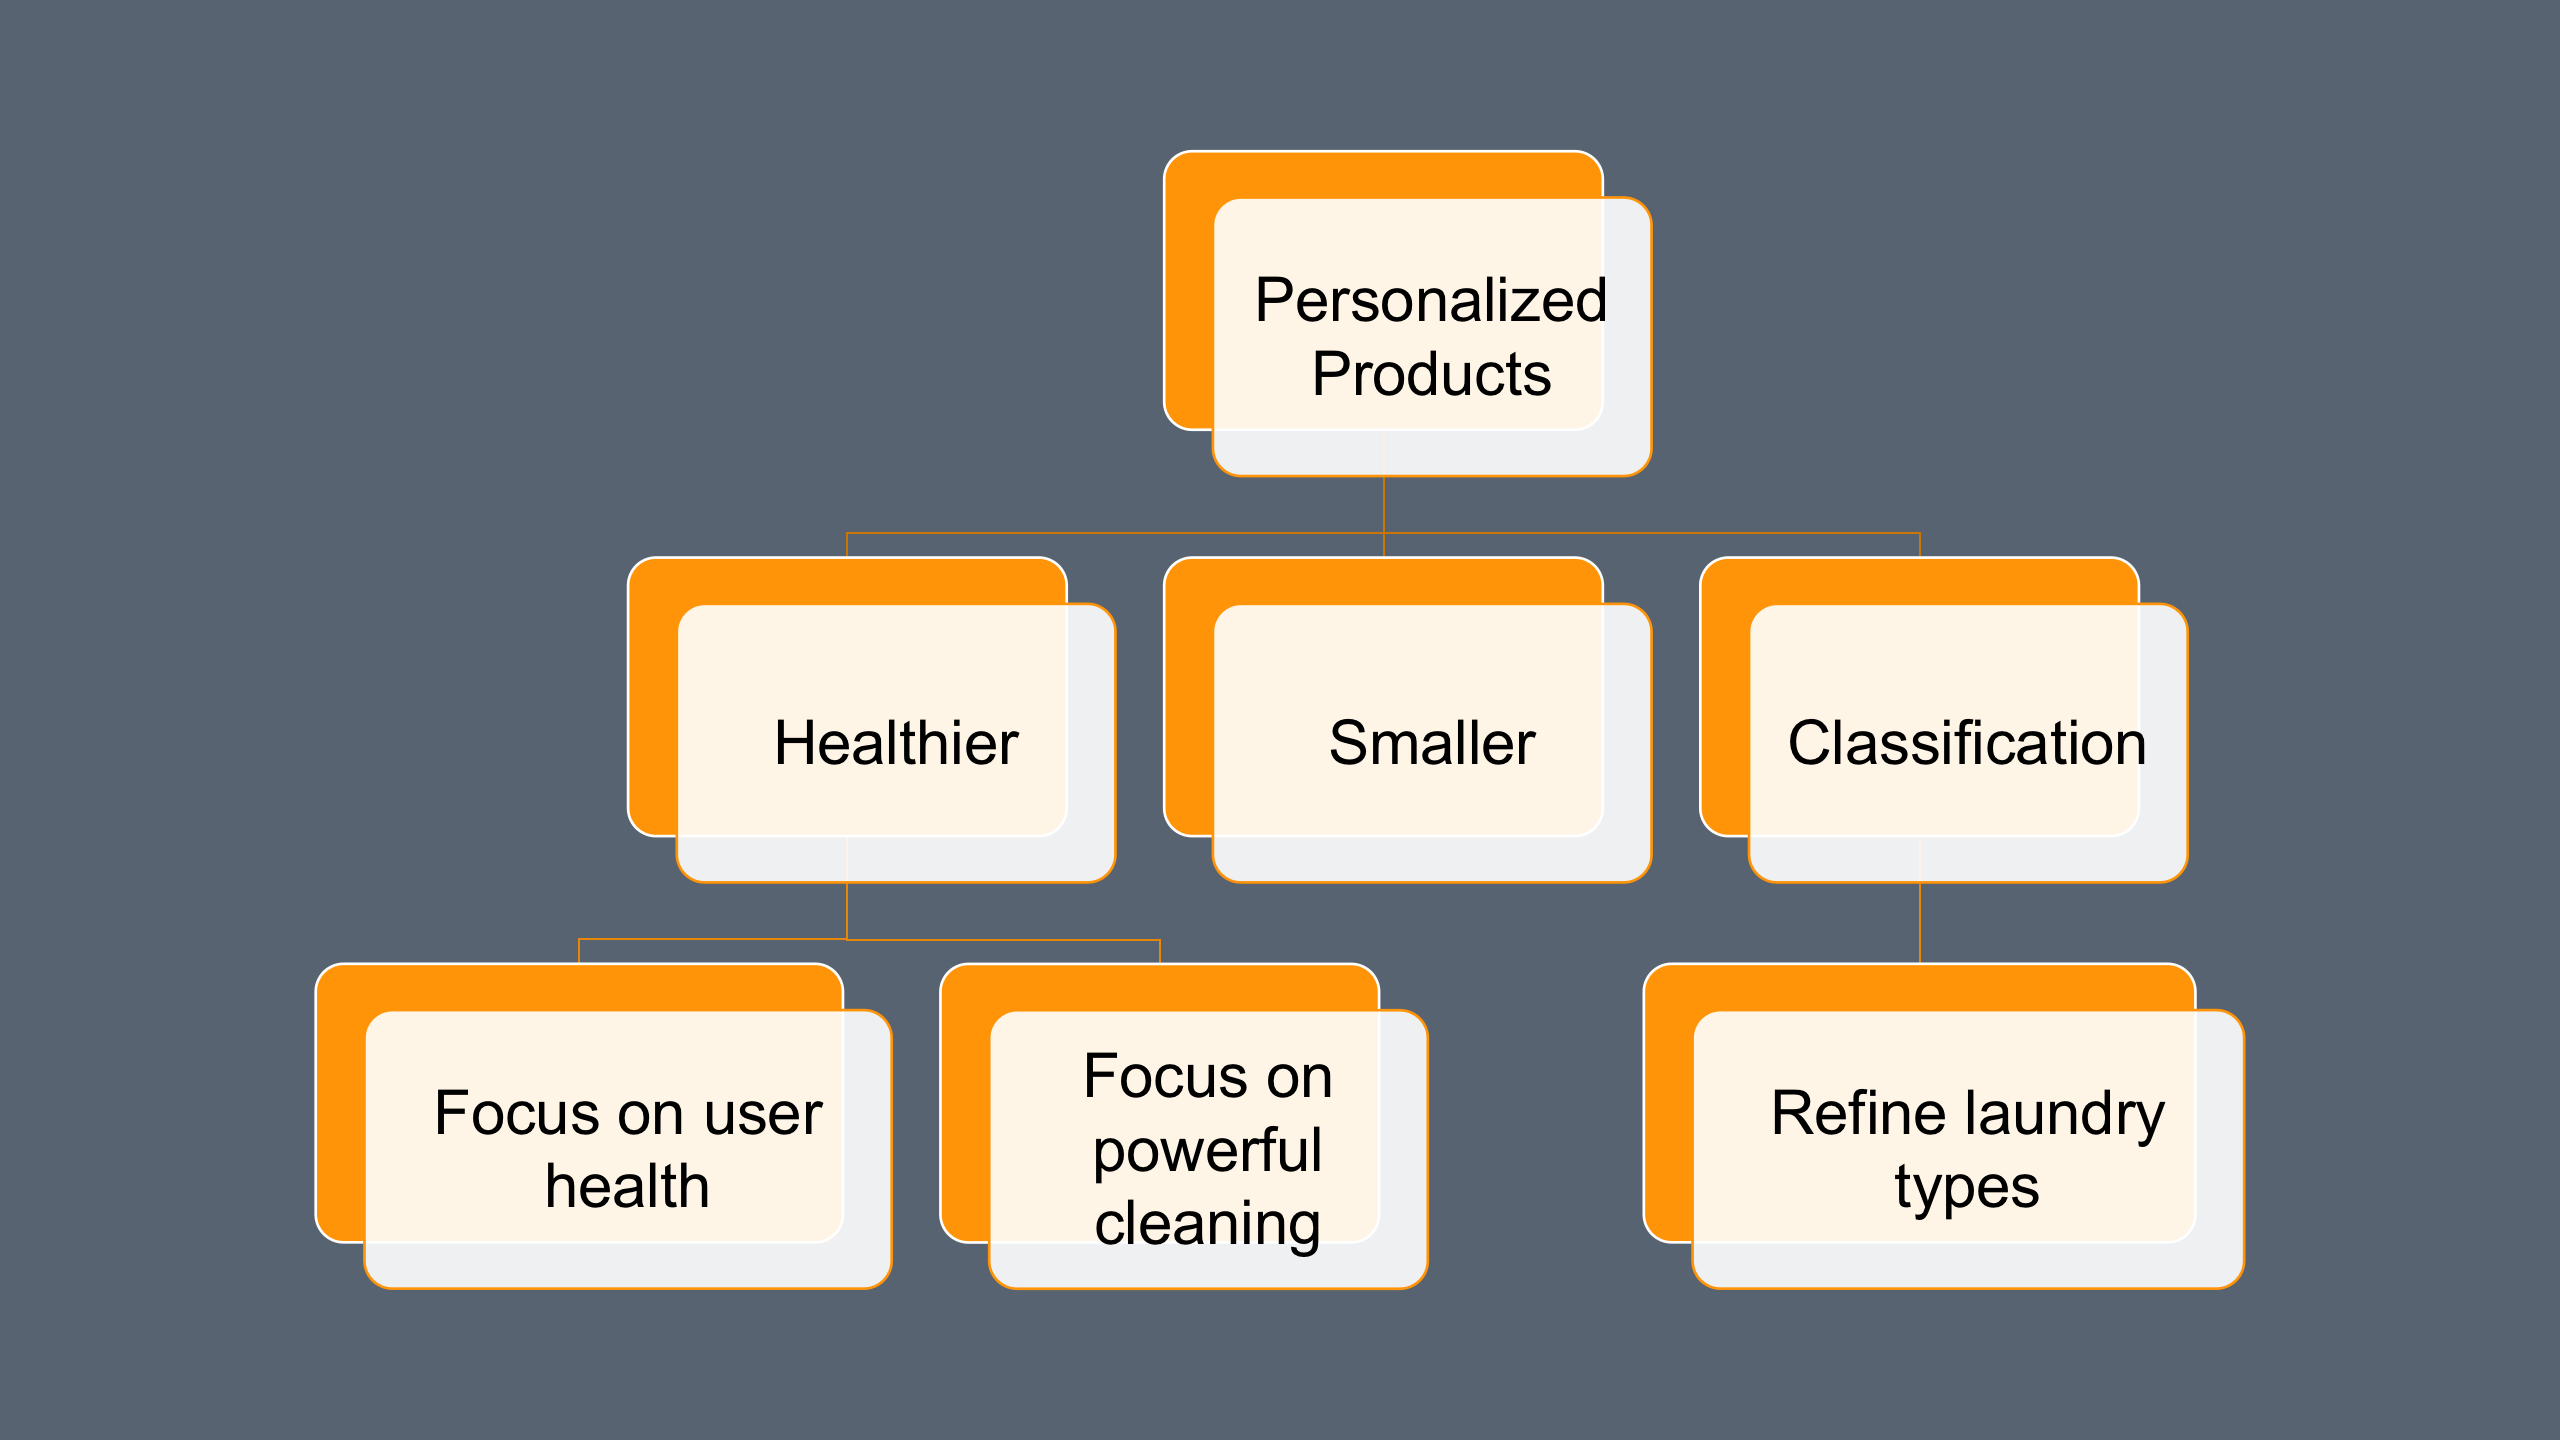 Personalized
Products
Healthier
Smaller
Classification
Focus on user
health
Focus on
powerful
cleaning
Refine laundry
types